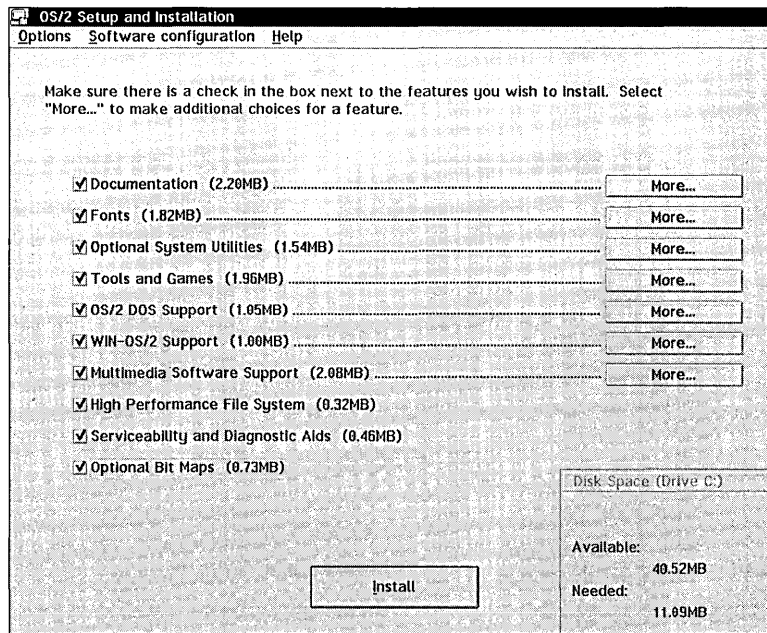 OS/2 Setup and Installation
Options Software configuration Help
Make sure there is a check in the box next to the features you wish to install. Select
"More..." to make additional choices for a feature.
Documentation (2.20MB) More...
Fonts (1.82MB) More...
Optional System Utilities (1.54MB) More...
Tools and Games (1.96MB) More...
OS/2 DOS Support (1.05MB) More...
WIN-OS/2 Support (1.00MB) More...
Multimedia Software Support (2.08MB) More...
High Performance File System (0.32MB)
Serviceability and Diagnostic Aids (0.46MB)
Optional Bit Maps (0.73MB)
Disk Space (Drive C:)
Available:
40.52MB
Needed:
11.09MB
Install